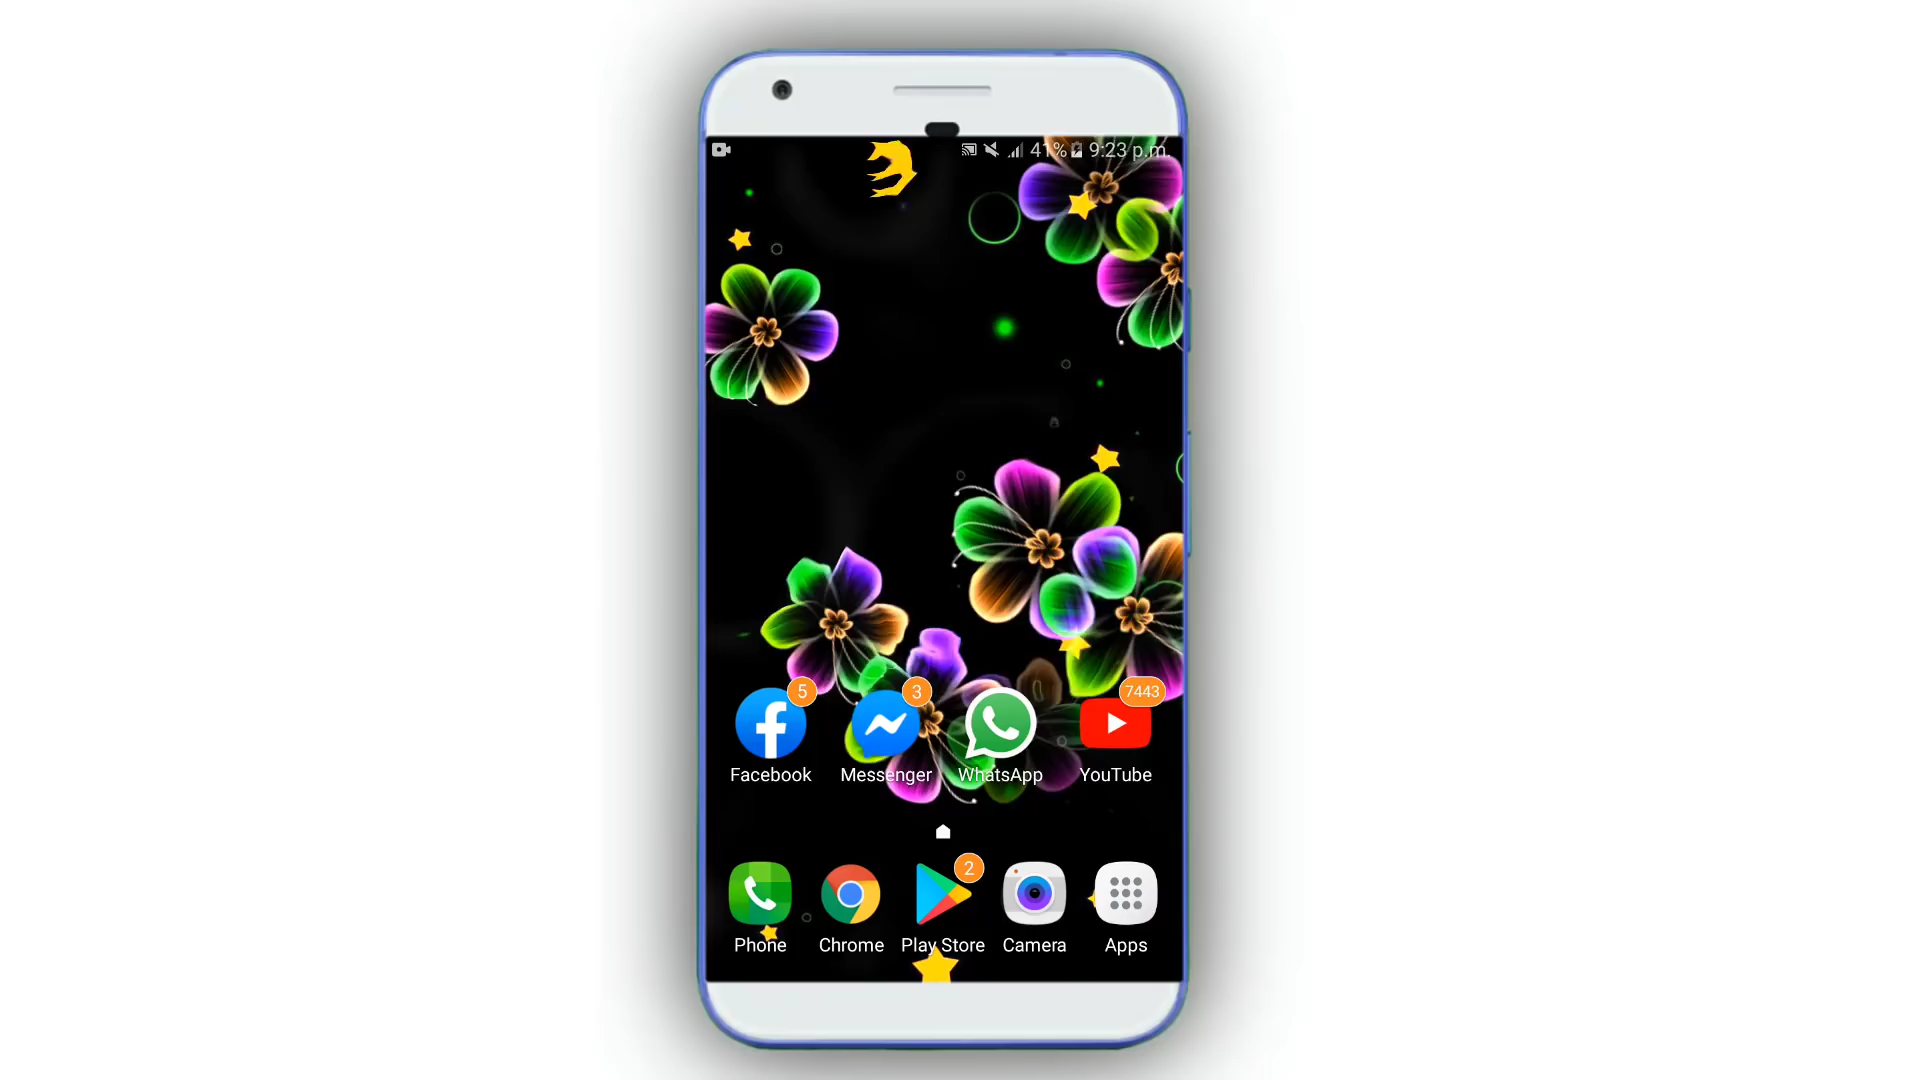 41% 9:23 p.m.
5 3 7443
Facebook Messenger WhatsApp YouTube
2
Phone Chrome Play Store Camera Apps